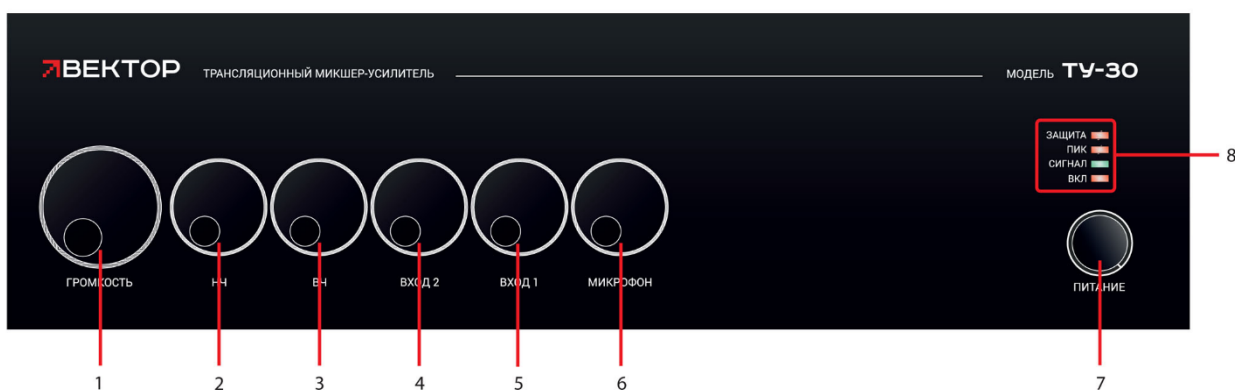 ВЕКТОР ТРАНСЛЯЦИОННЫЙ МИКШЕР-УСИЛИТЕЛЬ МОДЕЛЬ ТУ-30
ЗАЩИТА
ПИК
СИГНАЛ
ВКЛ
8
ГРОМКОСТЬ НЧ ВЧ ВХОД 2 ВХОД 1 МИКРОФОН ПИТАНИЕ
1 2 3 4 5 6 7